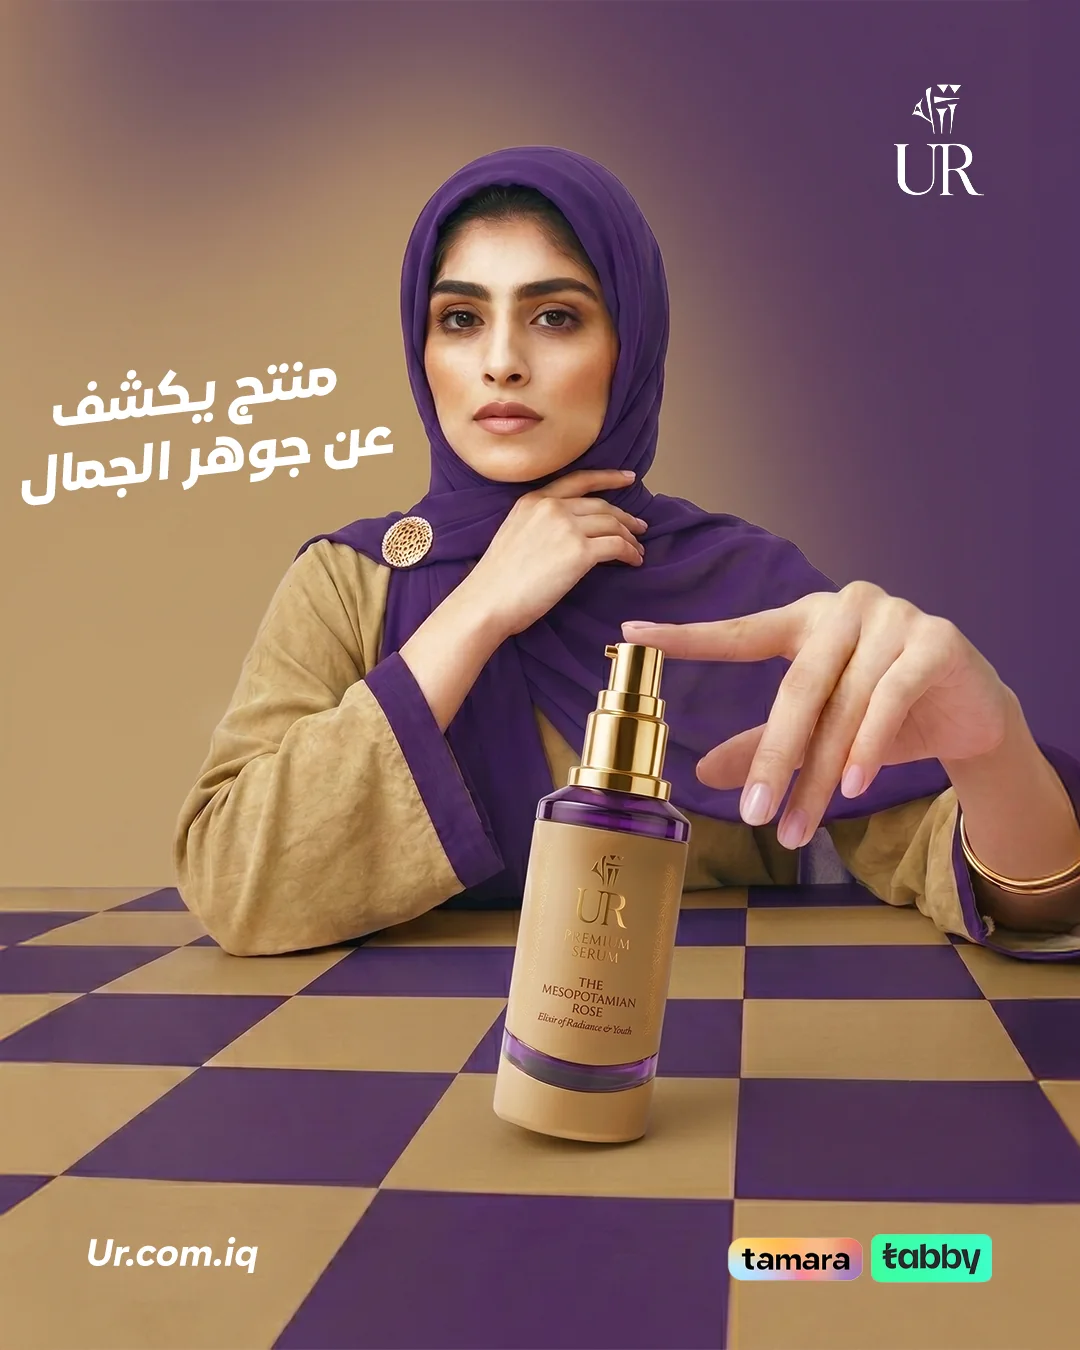 UR
منتج يكشف
عن جوهر الجمال
UR
PREMIUM
SERUM
THE
MESOPOTAMIAN
ROSE
Elixir of Radiance & Youth
Ur.com.iq
tamara
tabby